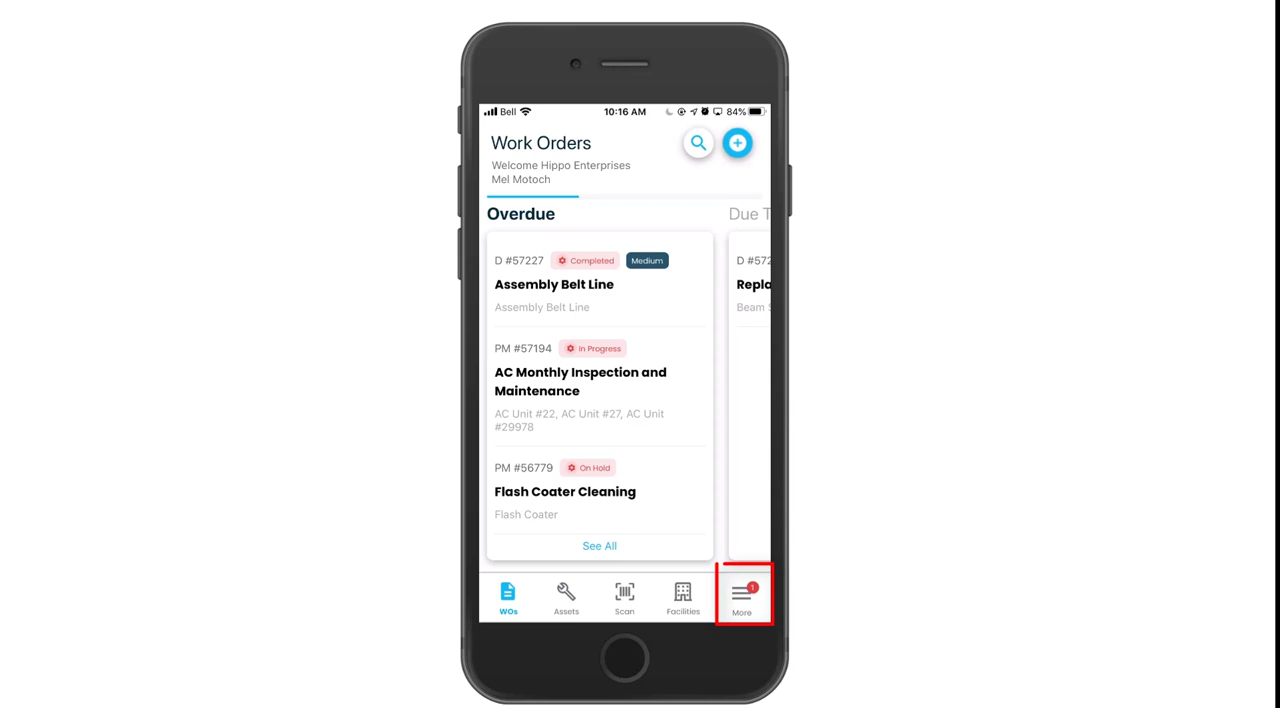 Bell 10:16 AM 84%
Work Orders
Welcome Hippo Enterprises
Mel Motoch
Overdue
Due T
D #57227 Completed Medium
Assembly Belt Line
Assembly Belt Line
PM #57194 In Progress
AC Monthly Inspection and
Maintenance
AC Unit #22, AC Unit #27, AC Unit
#29978
PM #56779 On Hold
Flash Coater Cleaning
Flash Coater
See All
D #572
Repla
Beam S
WOs Assets Scan Facilities 1 More